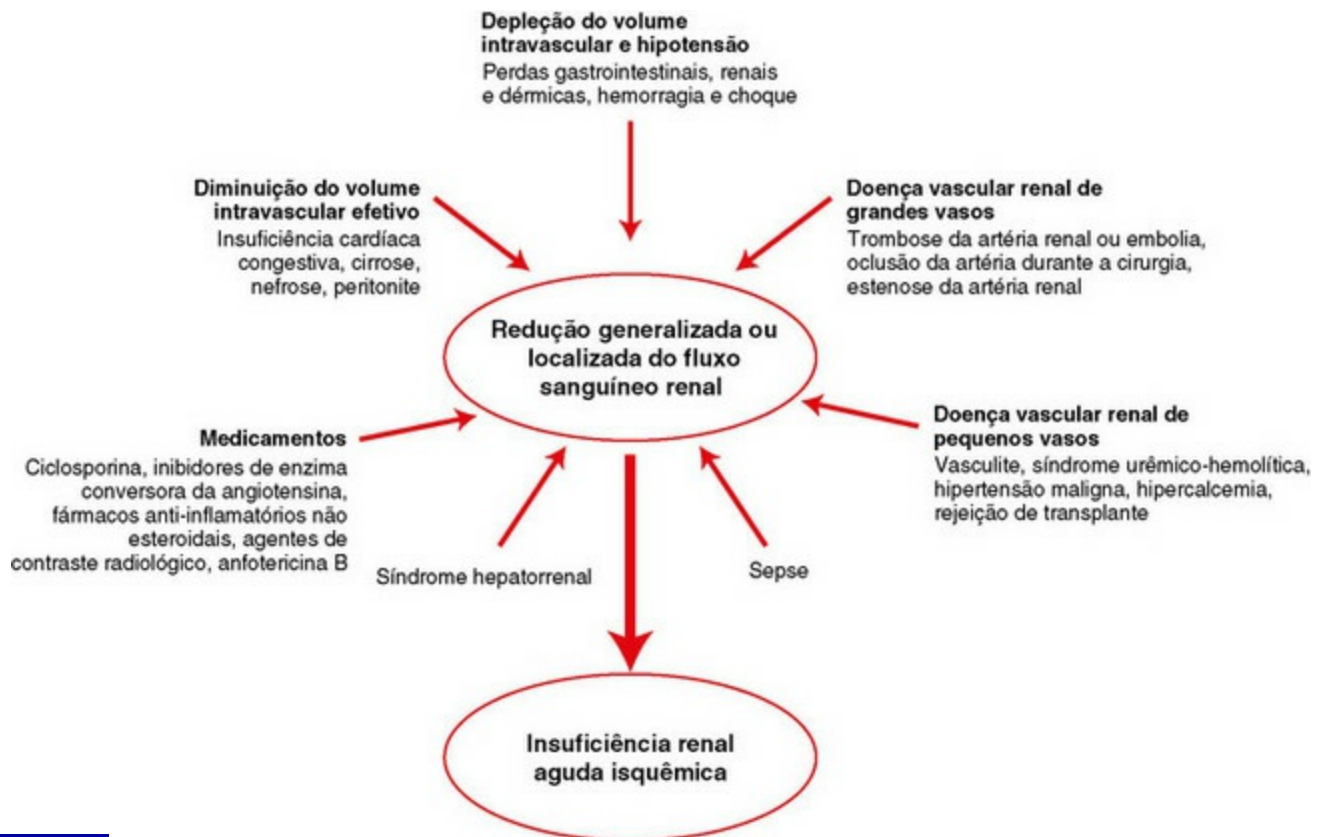 Depleção do volume
intravascular e hipotensão
Perdas gastrointestinais, renais
e dérmicas, hemorragia e choque
Diminuição do volume
intravascular efetivo
Insuficiência cardíaca
congestiva, cirrose,
nefrose, peritonite
Doença vascular renal de
grandes vasos
Trombose da artéria renal ou embolia,
oclusão da artéria durante a cirurgia,
estenose da artéria renal
Redução generalizada ou
localizada do fluxo
sanguíneo renal
Medicamentos
Ciclosporina, inibidores de enzima
conversora da angiotensina,
fármacos anti-inflamatórios não
esteroidais, agentes de
contraste radiológico, anfotericina B
Doença vascular renal de
pequenos vasos
Vasculite, síndrome urêmico-hemolítica,
hipertensão maligna, hipercalcemia,
rejeição de transplante
Síndrome hepatorrenal
Sepse
Insuficiência renal
aguda isquêmica